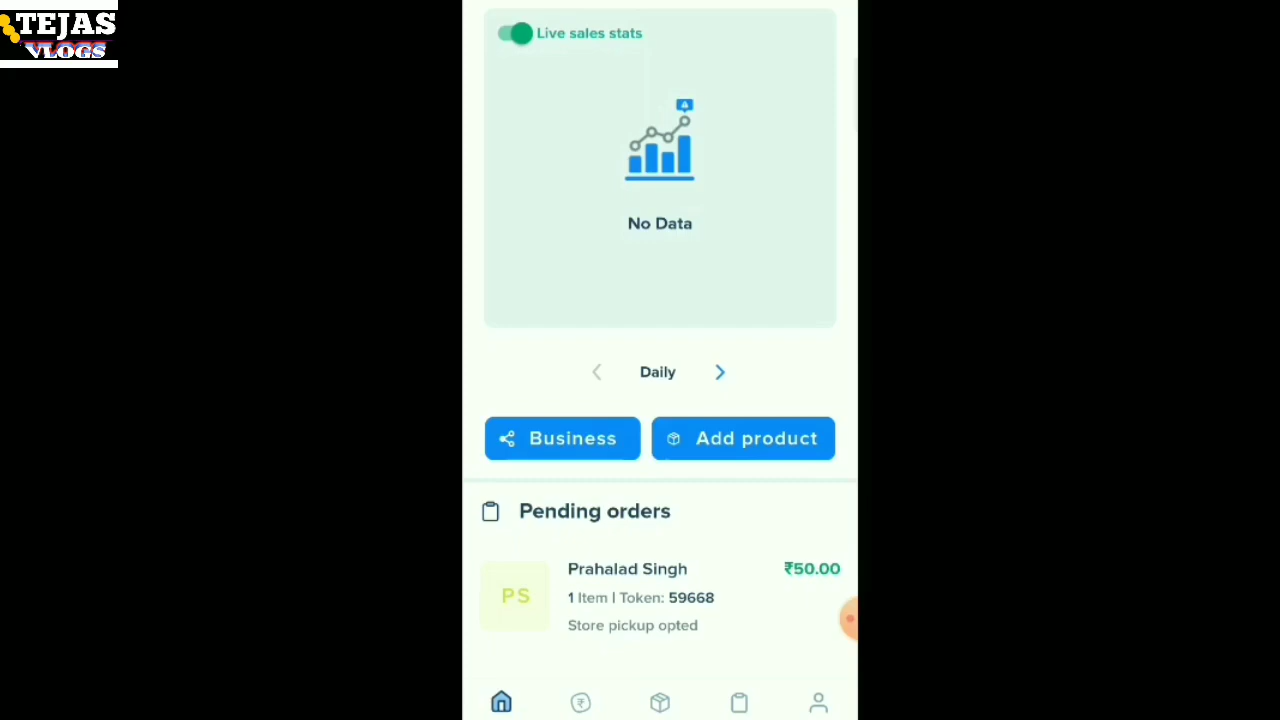 TEJAS
VLOGS
Live sales stats
No Data
Daily
Business
Add product
Pending orders
PS
Prahalad Singh
₹50.00
1 Item | Token: 59668
Store pickup opted